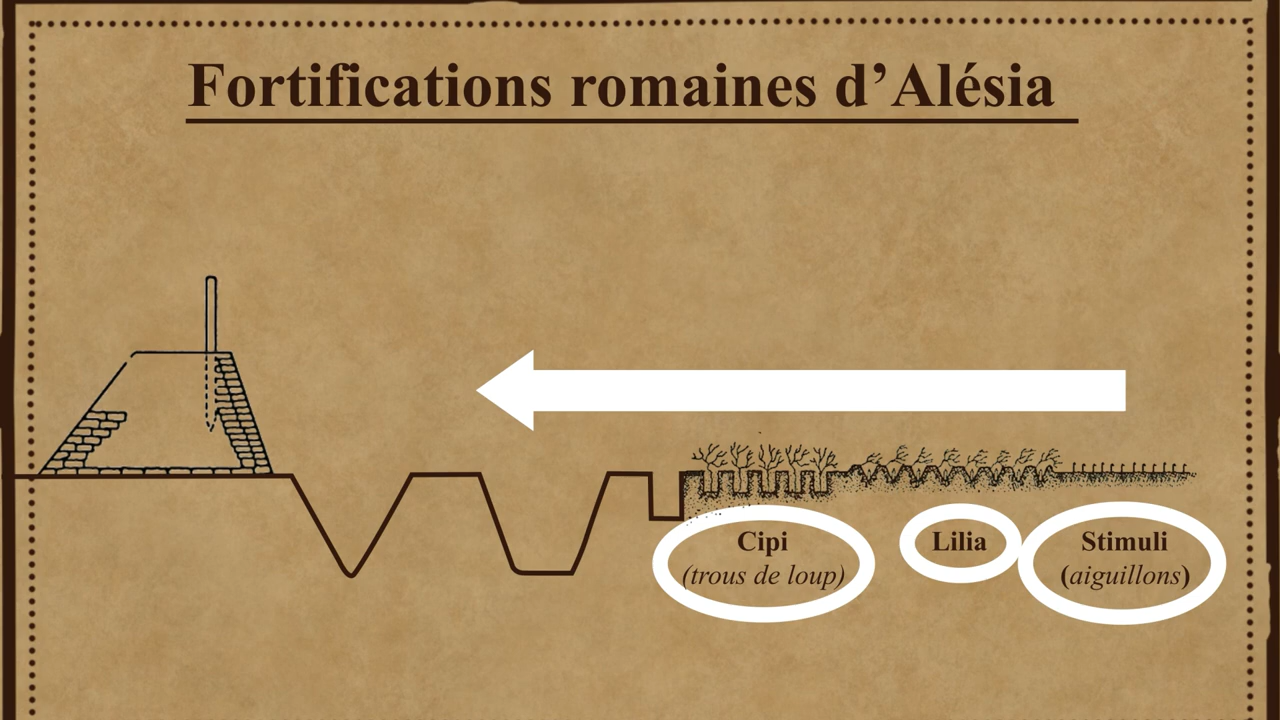 Fortifications romaines d’Alésia
Cipi
(trous de loup)
Lilia
Stimuli
(aiguillons)